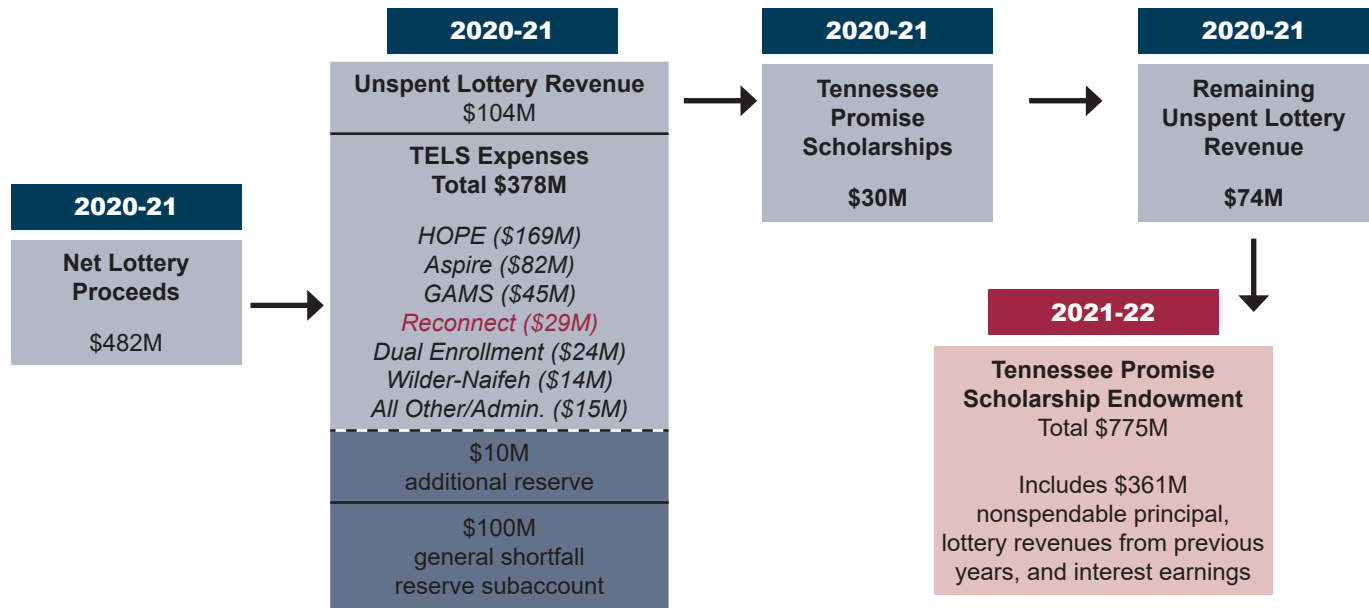 2020-21
Net Lottery
Proceeds
$482M
2020-21
Unspent Lottery Revenue
$104M
TELS Expenses
Total $378M
HOPE ($169M)
Aspire ($82M)
GAMS ($45M)
Reconnect ($29M)
Dual Enrollment ($24M)
Wilder-Naifeh ($14M)
All Other/Admin. ($15M)
$10M
additional reserve
$100M
general shortfall
reserve subaccount
2020-21
Tennessee
Promise
Scholarships
$30M
2020-21
Remaining
Unspent Lottery
Revenue
$74M
2021-22
Tennessee Promise
Scholarship Endowment
Total $775M
Includes $361M
nonspendable principal,
lottery revenues from previous
years, and interest earnings